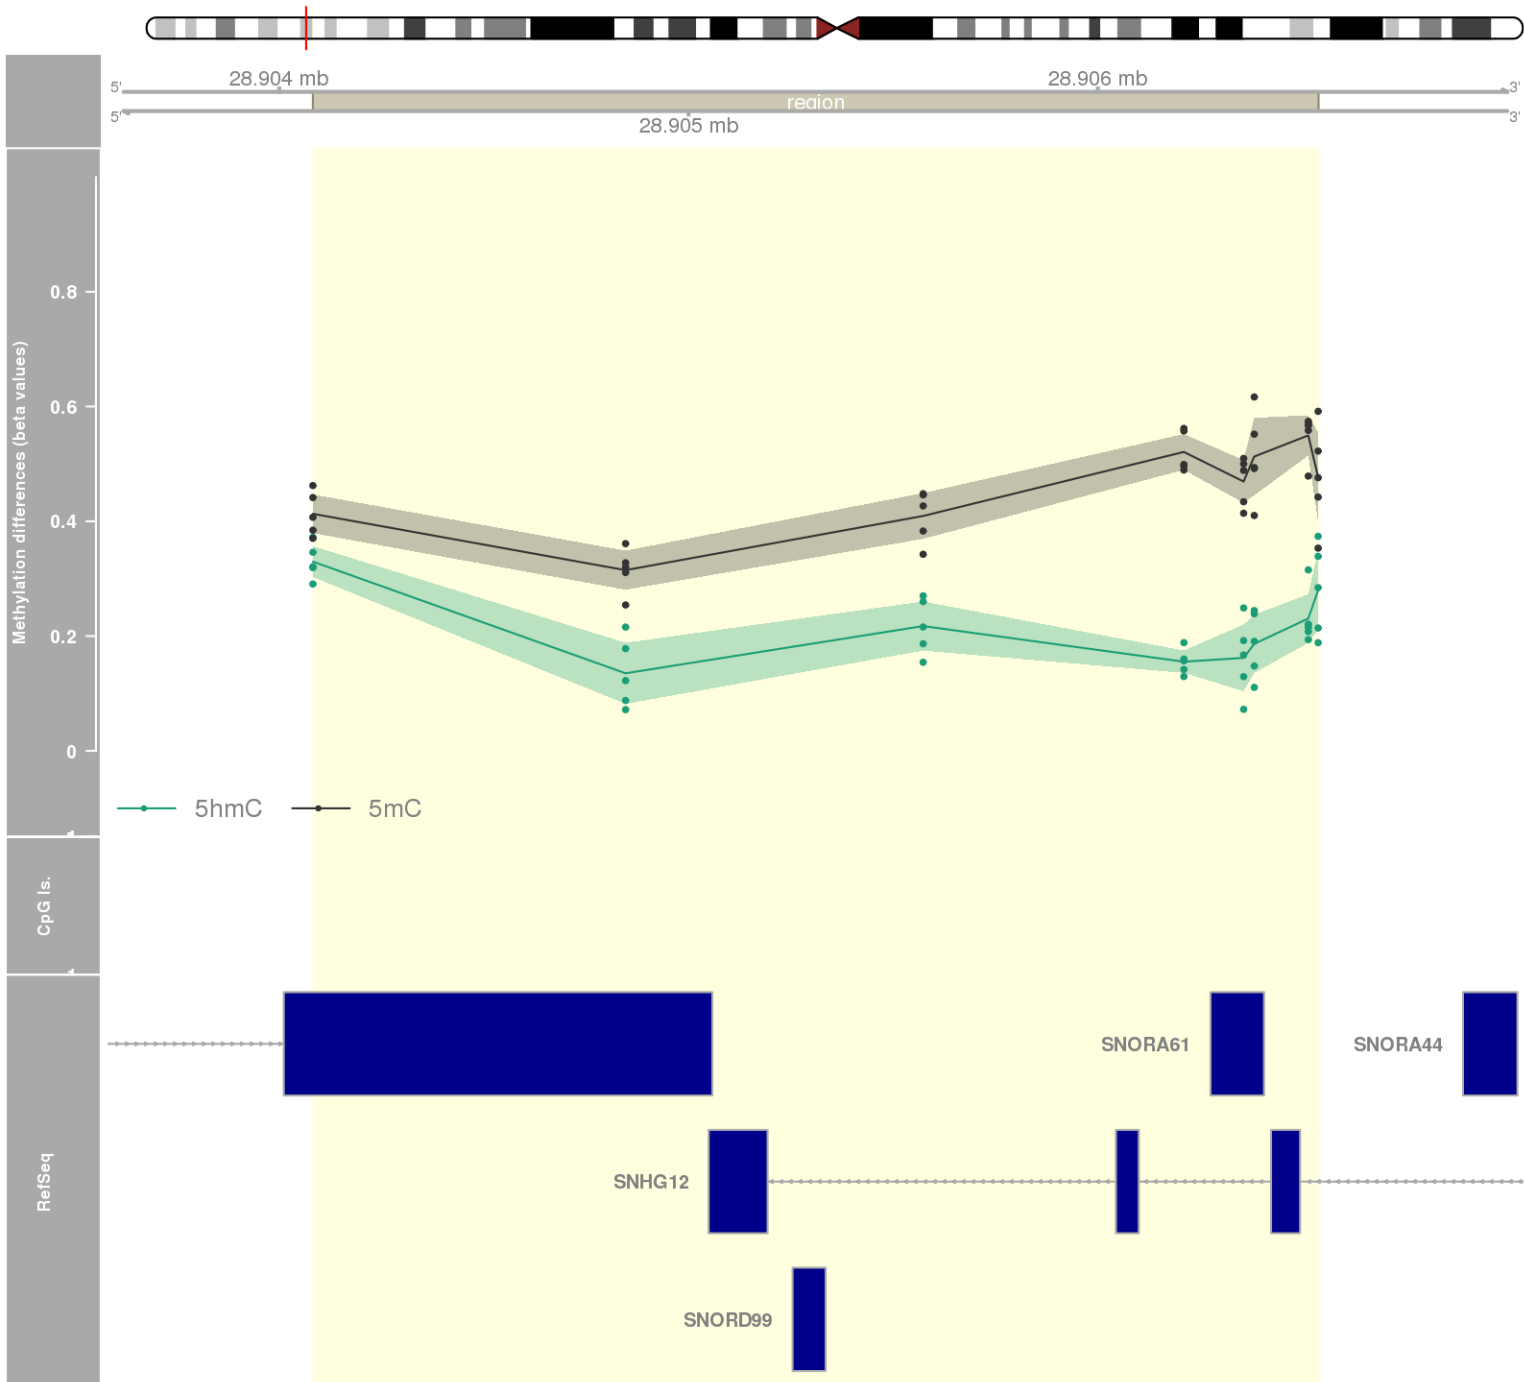 28.904 mb
28.906 mb
5'
3'
region
5'
3'
28.905 mb
Methylation differences (beta values)
0.8
0.6
0.4
0.2
0
5hmC
5mC
CpG Is.
RefSeq
SNORA61
SNORA44
SNHG12
SNORD99